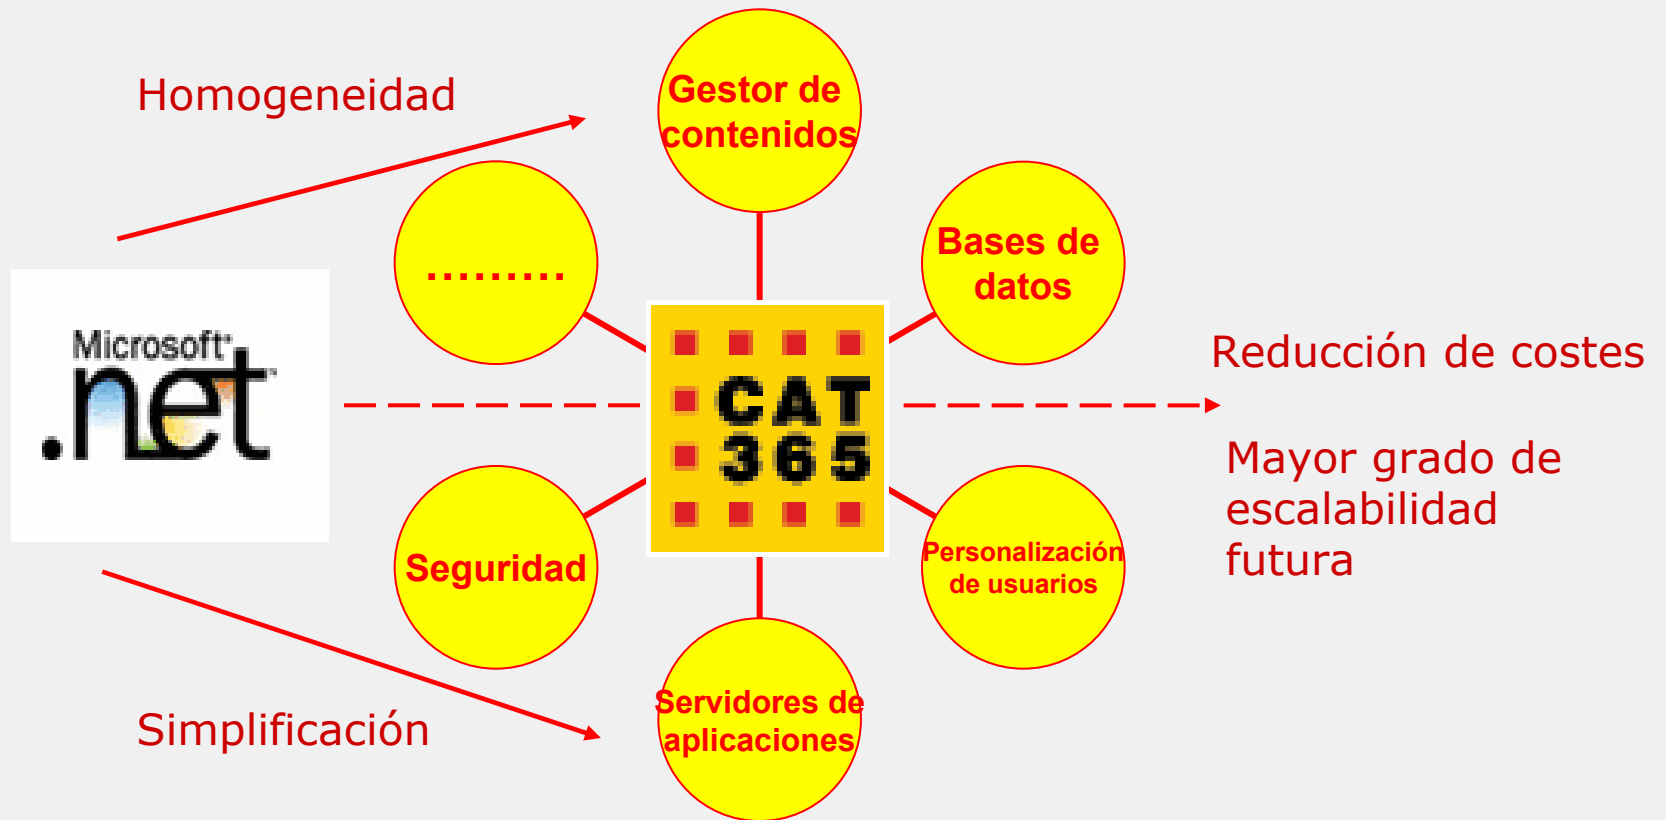 Homogeneidad
Gestor de
contenidos
.........
Bases de
datos
Microsoft
.net
CAT
365
Reducción de costes
Mayor grado de
escalabilidad
futura
Seguridad
Personalización
de usuarios
Servidores de
aplicaciones
Simplificación